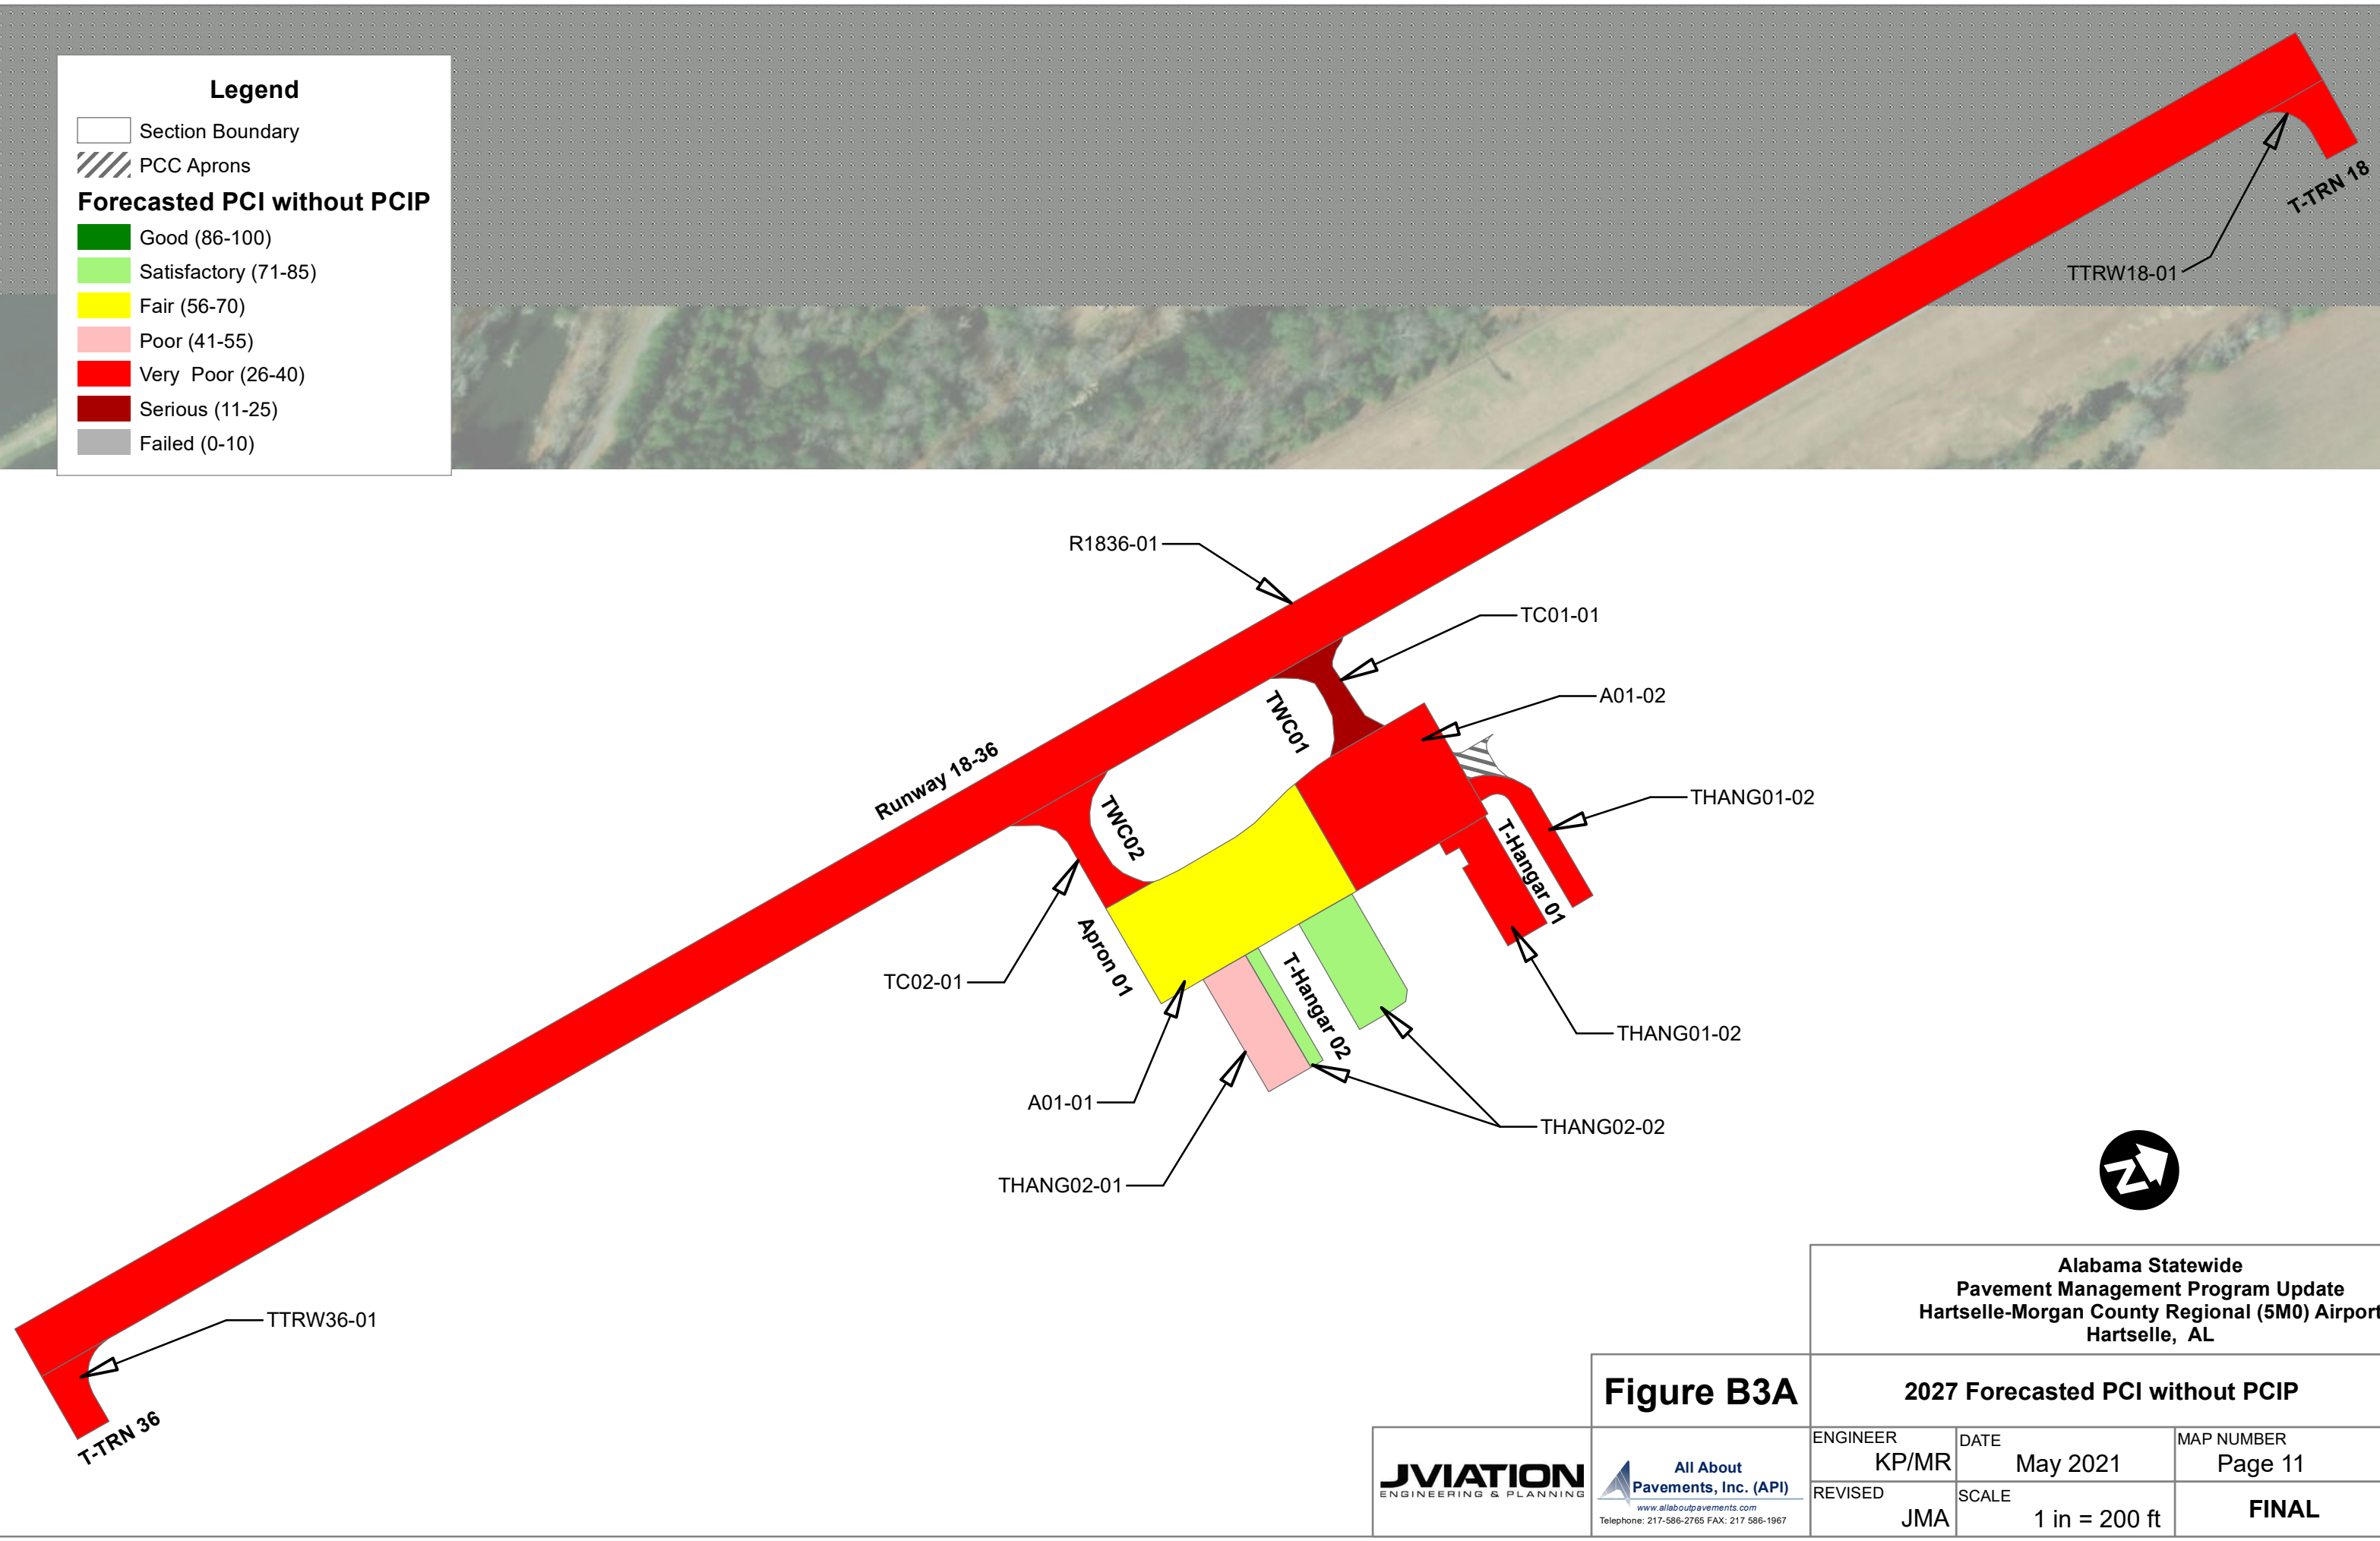 Legend
Section Boundary
PCC Aprons
Forecasted PCI without PCIP
Good (86-100)
Satisfactory (71-85)
Fair (56-70)
Poor (41-55)
Very  Poor (26-40)
Serious (11-25)
Failed (0-10)
T-TRN 18
TTRW18-01
R1836-01
TC01-01
A01-02
TWC01
Runway 18-36
THANG01-02
TWC02
T-Hangar 01
Apron 01
TC02-01
T-Hangar 02
THANG01-02
A01-01
THANG02-02
THANG02-01
N
TTRW36-01
T-TRN 36
Alabama Statewide
Pavement Management Program Update
Hartselle-Morgan County Regional (5M0) Airport
Hartselle,  AL
Figure B3A
2027 Forecasted PCI without PCIP
JVIATION
ENGINEERING & PLANNING
All About
Pavements, Inc. (API)
www.allaboutpavements.com
Telephone: 217-586-2765 FAX: 217 586-1967
ENGINEER
KP/MR
DATE
May 2021
MAP NUMBER
Page 11
REVISED
JMA
SCALE
1 in = 200 ft
FINAL